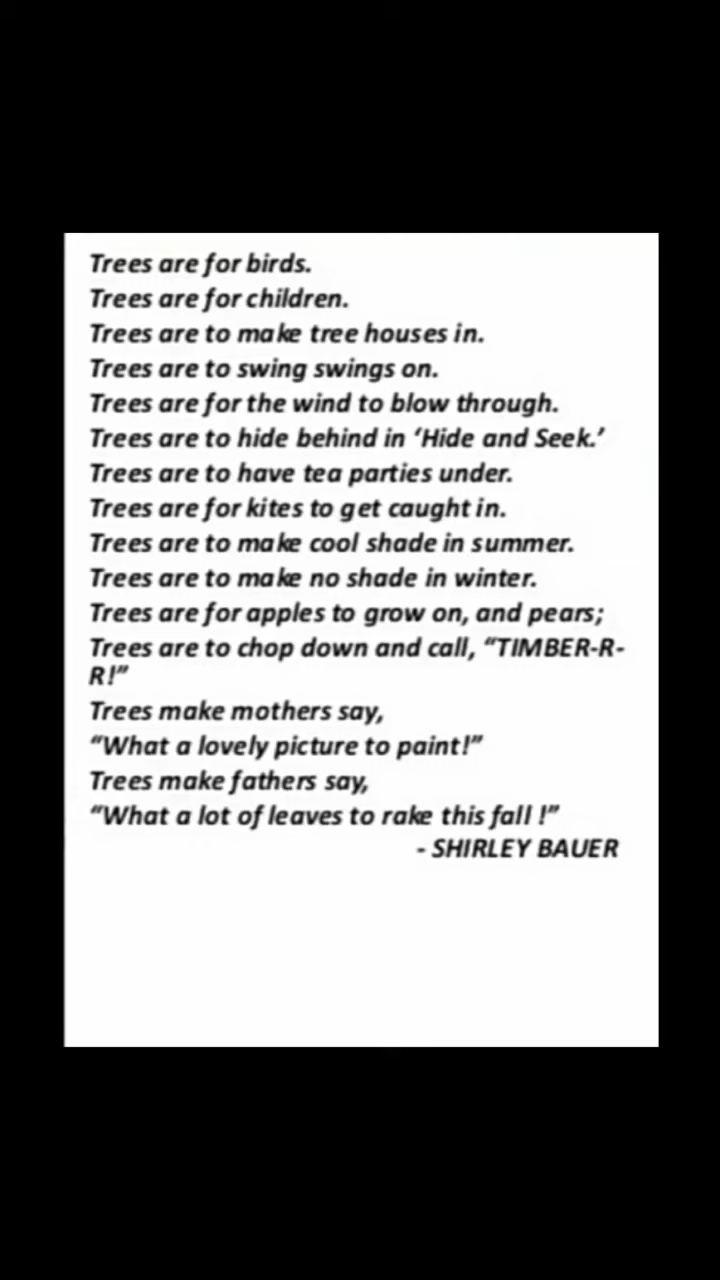 Trees are for birds.
Trees are for children.
Trees are to make tree houses in.
Trees are to swing swings on.
Trees are for the wind to blow through.
Trees are to hide behind in ‘Hide and Seek.’
Trees are to have tea parties under.
Trees are for kites to get caught in.
Trees are to make cool shade in summer.
Trees are to make no shade in winter.
Trees are for apples to grow on, and pears;
Trees are to chop down and call, “TIMBER-R-
R!”
Trees make mothers say,
“What a lovely picture to paint!”
Trees make fathers say,
“What a lot of leaves to rake this fall !”
- SHIRLEY BAUER